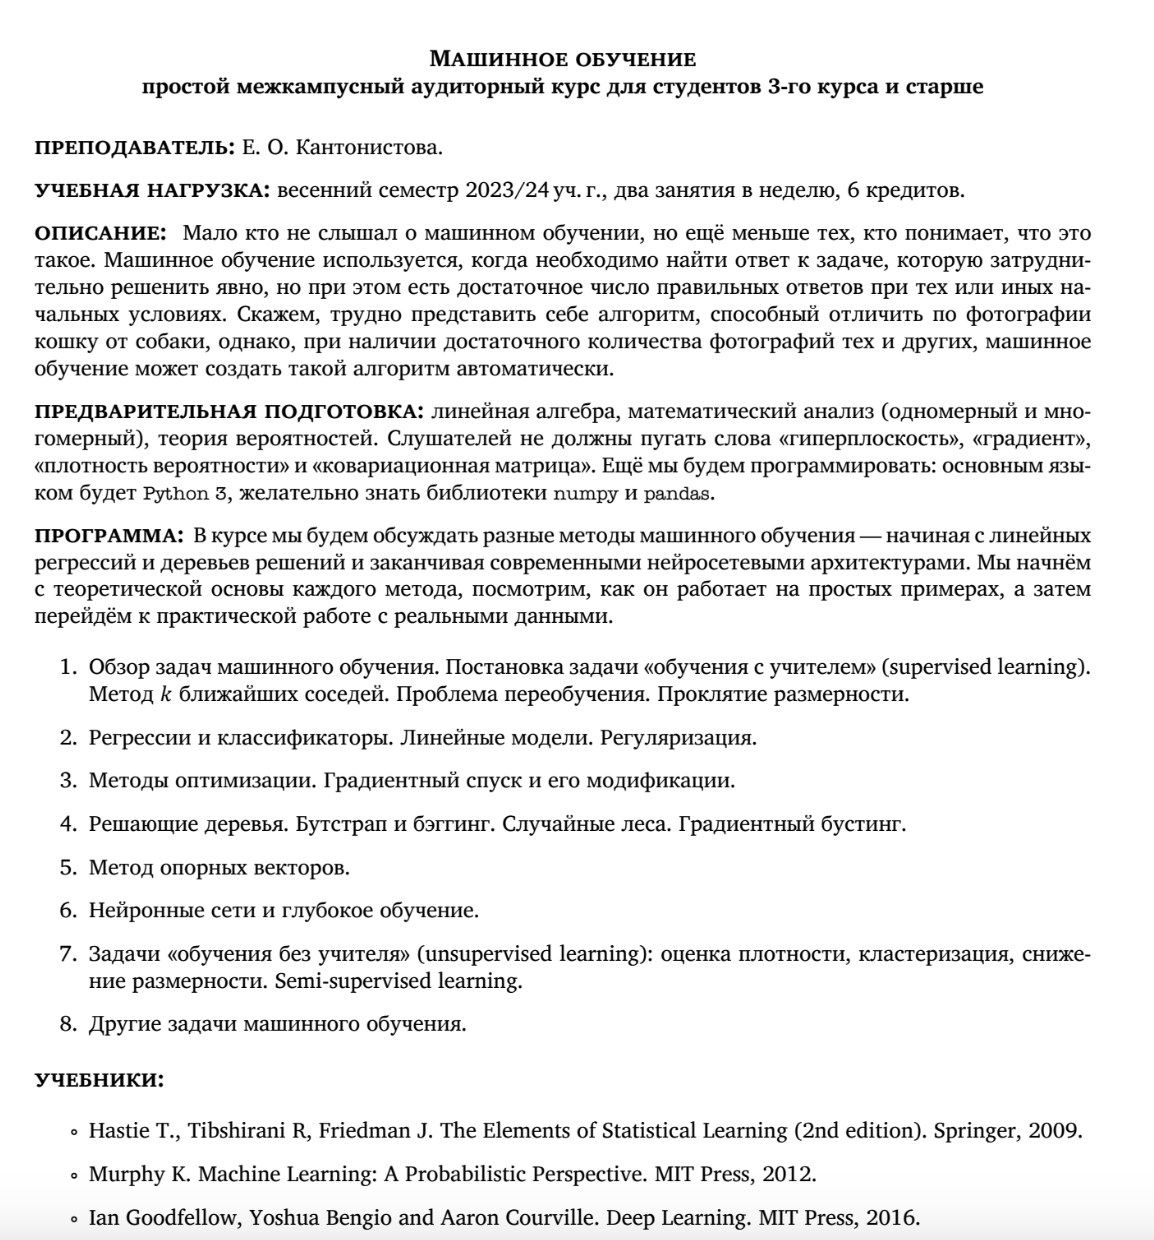 Машинное обучение
простой межкампусный аудиторный курс для студентов 3-го курса и старше
ПРЕПОДАВАТЕЛЬ: Е. О. Кантонистова.
УЧЕБНАЯ НАГРУЗКА: весенний семестр 2023/24 уч. г., два занятия в неделю, 6 кредитов.
ОПИСАНИЕ: Мало кто не слышал о машинном обучении, но ещё меньше тех, кто понимает, что это
такое. Машинное обучение используется, когда необходимо найти ответ к задаче, которую затрудни-
тельно решенить явно, но при этом есть достаточное число правильных ответов при тех или иных на-
чальных условиях. Скажем, трудно представить себе алгоритм, способный отличить по фотографии
кошку от собаки, однако, при наличии достаточного количества фотографий тех и других, машинное
обучение может создать такой алгоритм автоматически.
ПРЕДВАРИТЕЛЬНАЯ ПОДГОТОВКА: линейная алгебра, математический анализ (одномерный и мно-
гомерный), теория вероятностей. Слушателей не должны пугать слова «гиперплоскость», «градиент»,
«плотность вероятности» и «ковариационная матрица». Ещё мы будем программировать: основным язы-
ком будет Python 3, желательно знать библиотеки numpy и pandas.
ПРОГРАММА: В курсе мы будем обсуждать разные методы машинного обучения — начиная с линейных
регрессий и деревьев решений и заканчивая современными нейросетевыми архитектурами. Мы начнём
с теоретической основы каждого метода, посмотрим, как он работает на простых примерах, а затем
перейдём к практической работе с реальными данными.
1. Обзор задач машинного обучения. Постановка задачи «обучения с учителем» (supervised learning).
Метод k ближайших соседей. Проблема переобучения. Проклятие размерности.
2. Регрессии и классификаторы. Линейные модели. Регуляризация.
3. Методы оптимизации. Градиентный спуск и его модификации.
4. Решающие деревья. Бутстрап и бэггинг. Случайные леса. Градиентный бустинг.
5. Метод опорных векторов.
6. Нейронные сети и глубокое обучение.
7. Задачи «обучения без учителя» (unsupervised learning): оценка плотности, кластеризация, сниже-
ние размерности. Semi-supervised learning.
8. Другие задачи машинного обучения.
УЧЕБНИКИ:
∘ Hastie T., Tibshirani R, Friedman J. The Elements of Statistical Learning (2nd edition). Springer, 2009.
∘ Murphy K. Machine Learning: A Probabilistic Perspective. MIT Press, 2012.
∘ Ian Goodfellow, Yoshua Bengio and Aaron Courville. Deep Learning. MIT Press, 2016.